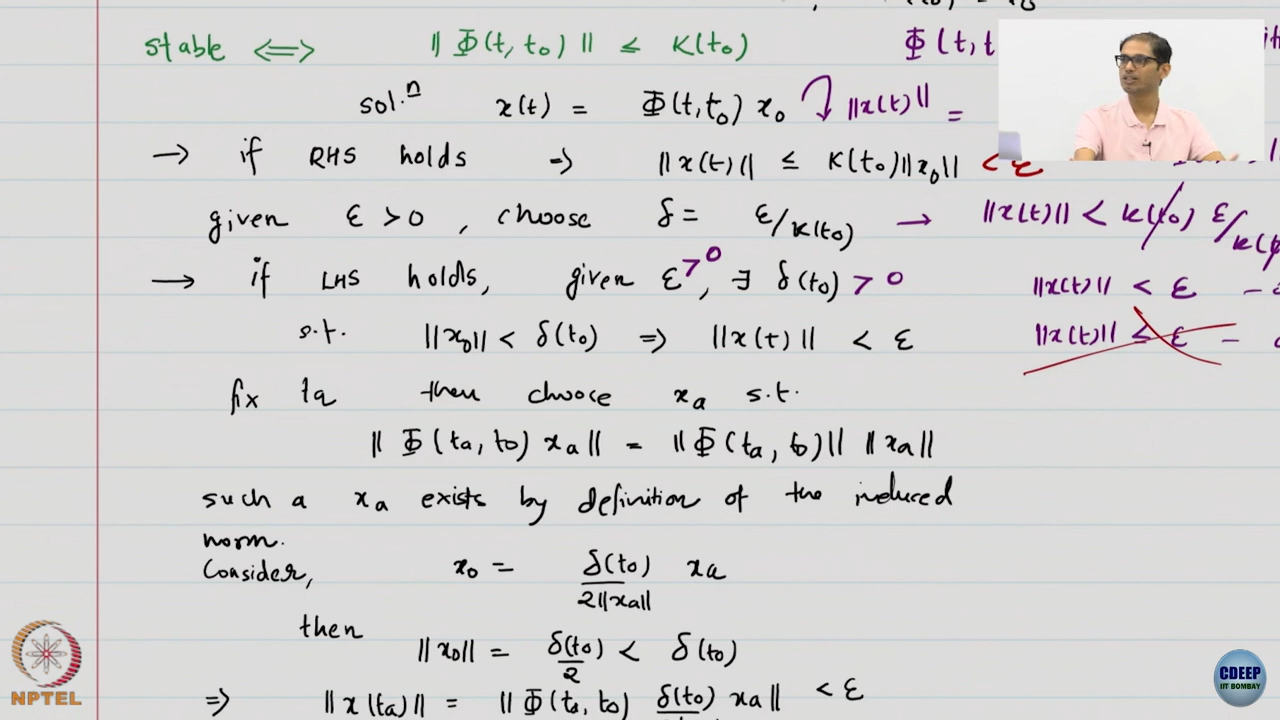 stable ⟺ ‖Φ(t, t₀)‖ ≤ K(t₀) Φ(t, t
sol.ⁿ x(t) = Φ(t, t₀) x₀ ‖x(t)‖ =
→ if RHS holds ⇒ ‖x(t)‖ ≤ K(t₀)‖x₀‖ < ε
given ε > 0, choose δ = ε/K(t₀) → ‖x(t)‖ < K(t₀) ε/K(t
→ if LHS holds, given ε > 0, ∃ δ(t₀) > 0 ‖x(t)‖ < ε –
s.t. ‖x₀‖ < δ(t₀) ⇒ ‖x(t)‖ < ε ‖x(t)‖ < ε –
fix ta then choose xa s.t.
‖Φ(ta, t₀) xa‖ = ‖Φ(ta, t₀)‖ ‖xa‖
such a xa exists by definition of the induced
norm.
Consider, x₀ = δ(t₀)/2‖xa‖ xa
then ‖x₀‖ = δ(t₀)/2 < δ(t₀)
⇒ ‖x(ta)‖ = ‖Φ(ta, t₀) δ(t₀) xa‖ < ε
NPTEL
CDEEP
IIT BOMBAY